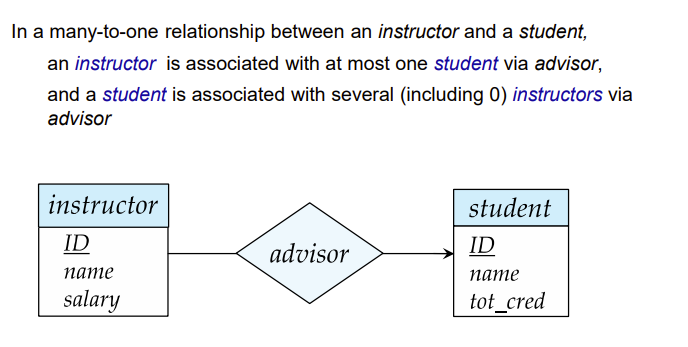 In a many-to-one relationship between an instructor and a student,
an instructor is associated with at most one student via advisor,
and a student is associated with several (including 0) instructors via
advisor
instructor
ID
name
salary
advisor
student
ID
name
tot_cred